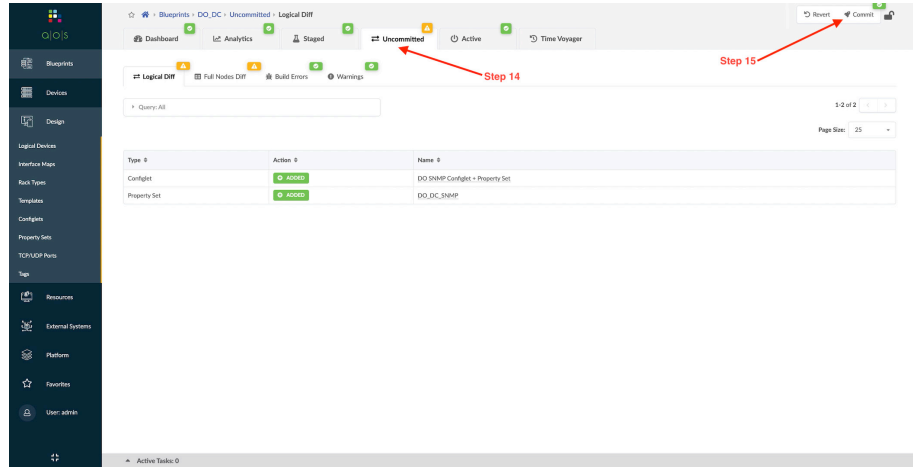 Blueprints › DO_DC › Uncommitted › Logical Diff
Revert
Commit
aos
Dashboard
Analytics
Staged
Uncommitted
Active
Time Voyager
Step 15
Blueprints
Logical Diff
Full Nodes Diff
Build Errors
Warnings
Step 14
Devices
Query: All
1-2 of 2
Design
Page Size: 25
Logical Devices
Interface Maps
Rack Types
Templates
Configlets
Property Sets
TCP/UDP Ports
Tags
Type Action Name
Configlet ADDED DO SNMP Configlet + Property Set
Property Set ADDED DO_DC_SNMP
Resources
External Systems
Platform
Favorites
User: admin
Active Tasks: 0